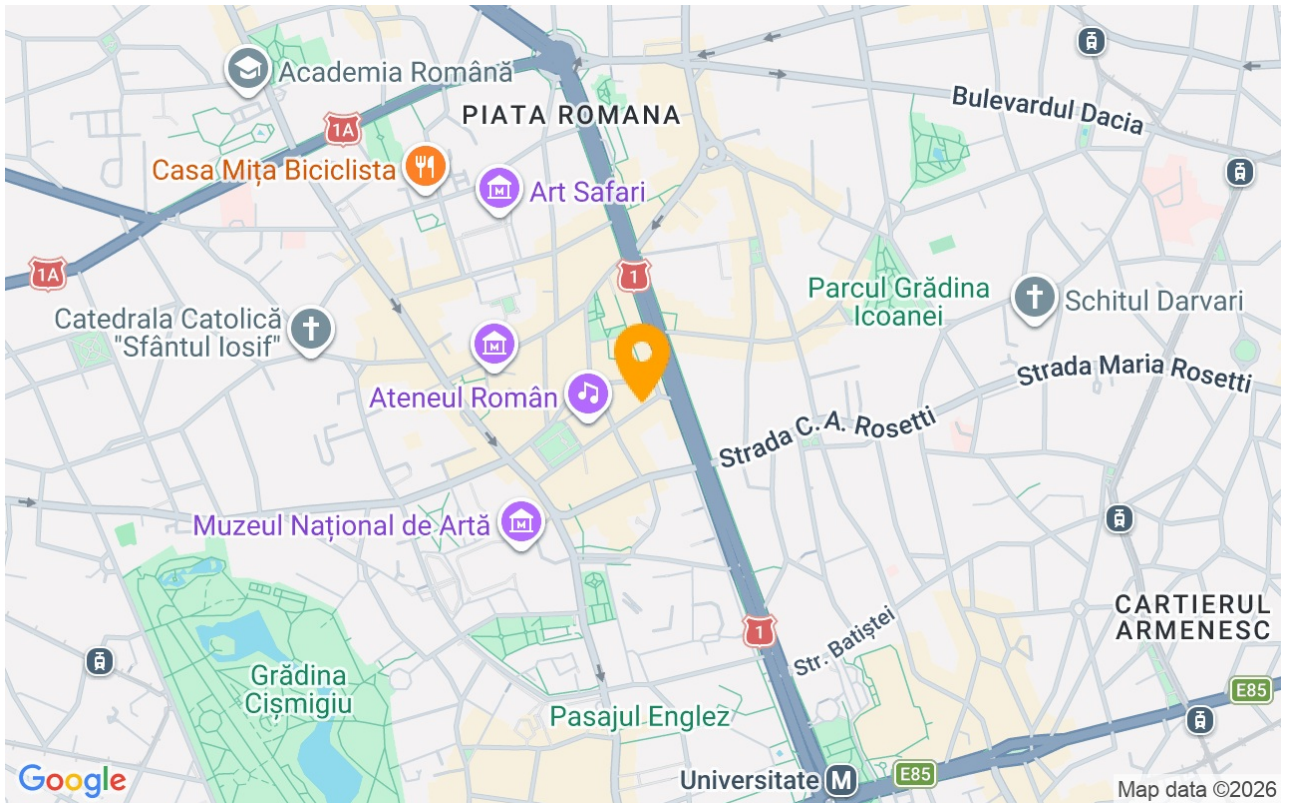 Academia Română
PIATA ROMANA
Bulevardul Dacia
1A
Casa Mița Biciclista
Art Safari
1A
1
Parcul Grădina
Icoanei
Schitul Darvari
Catedrala Catolică
"Sfântul Iosif"
Strada Maria Rosetti
Ateneul Român
Strada C. A. Rosetti
Muzeul Național de Artă
CARTIERUL
ARMENESC
1
Str. Batiștei
Grădina
Cișmigiu
E85
Pasajul Englez
Universitate M
E85
Google
Map data ©2026